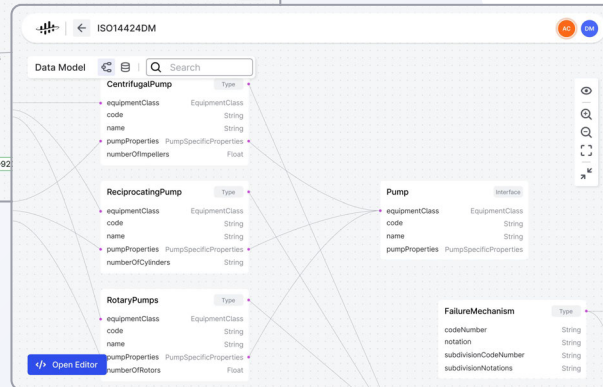 ISO14424DM
AC DM
Data Model Search
CentrifugalPump Type
equipmentClass EquipmentClass
code String
name String
pumpProperties PumpSpecificProperties
numberOfImpellers Float
92
ReciprocatingPump Type
equipmentClass EquipmentClass
code String
name String
pumpProperties PumpSpecificProperties
numberOfCylinders String
Pump Interface
equipmentClass EquipmentClass
code String
name String
pumpProperties PumpSpecificProperties
RotaryPumps Type
equipmentClass EquipmentClass
code String
name String
pumpProperties PumpSpecificProperties
numberOfRotors Float
</> Open Editor
FailureMechanism Type
codeNumber String
notation String
subdivisionCodeNumber String
subdivisionNotations String